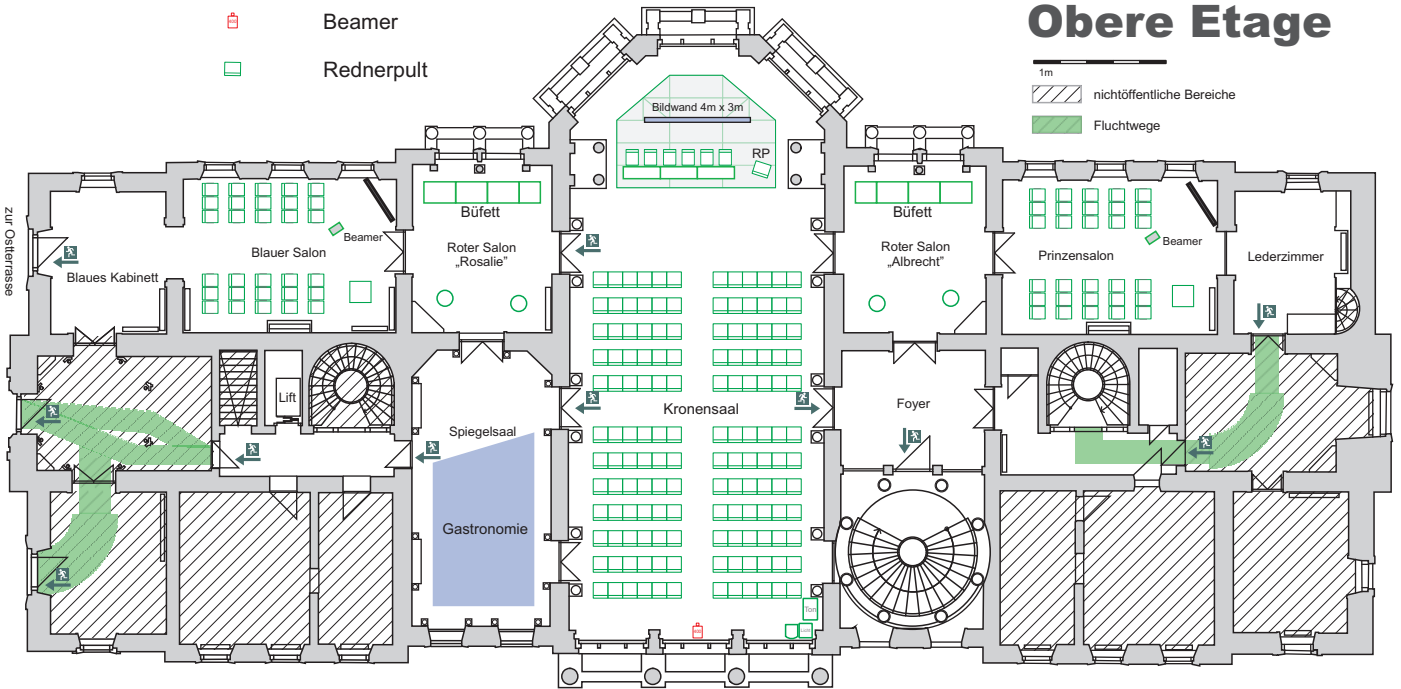 Obere Etage
Beamer
Rednerpult
1m
nichtöffentliche Bereiche
Fluchtwege
Bildwand 4m x 3m
RP
zur Ostterrasse
Blaues Kabinett
Blauer Salon
Beamer
Büfett
Roter Salon
„Rosalie"
Büfett
Roter Salon
„Albrecht"
Prinzensalon
Beamer
Lederzimmer
Lift
Spiegelsaal
Gastronomie
Kronensaal
Foyer
Ton